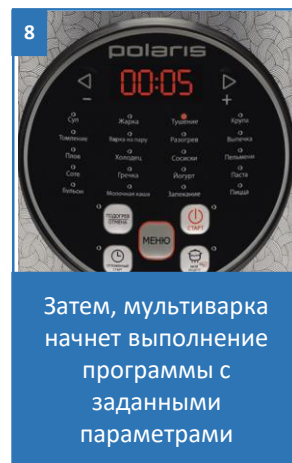 8
polaris
00:05
− +
Суп Жарка Тушение Крупа
Томление Варка на пару Разогрев Выпечка
Плов Холодец Сосиски Пельмени
Соте Гречка Йогурт Паста
Бульон Молочная каша Запекание Пицца
ПОДОГРЕВ
ОТМЕНА
СТАРТ
МЕНЮ
Затем, мультиварка
начнет выполнение
программы с
заданными
параметрами